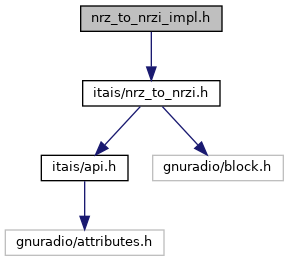 nrz_to_nrzi_impl.h
itais/nrz_to_nrzi.h
itais/api.h
gnuradio/block.h
gnuradio/attributes.h